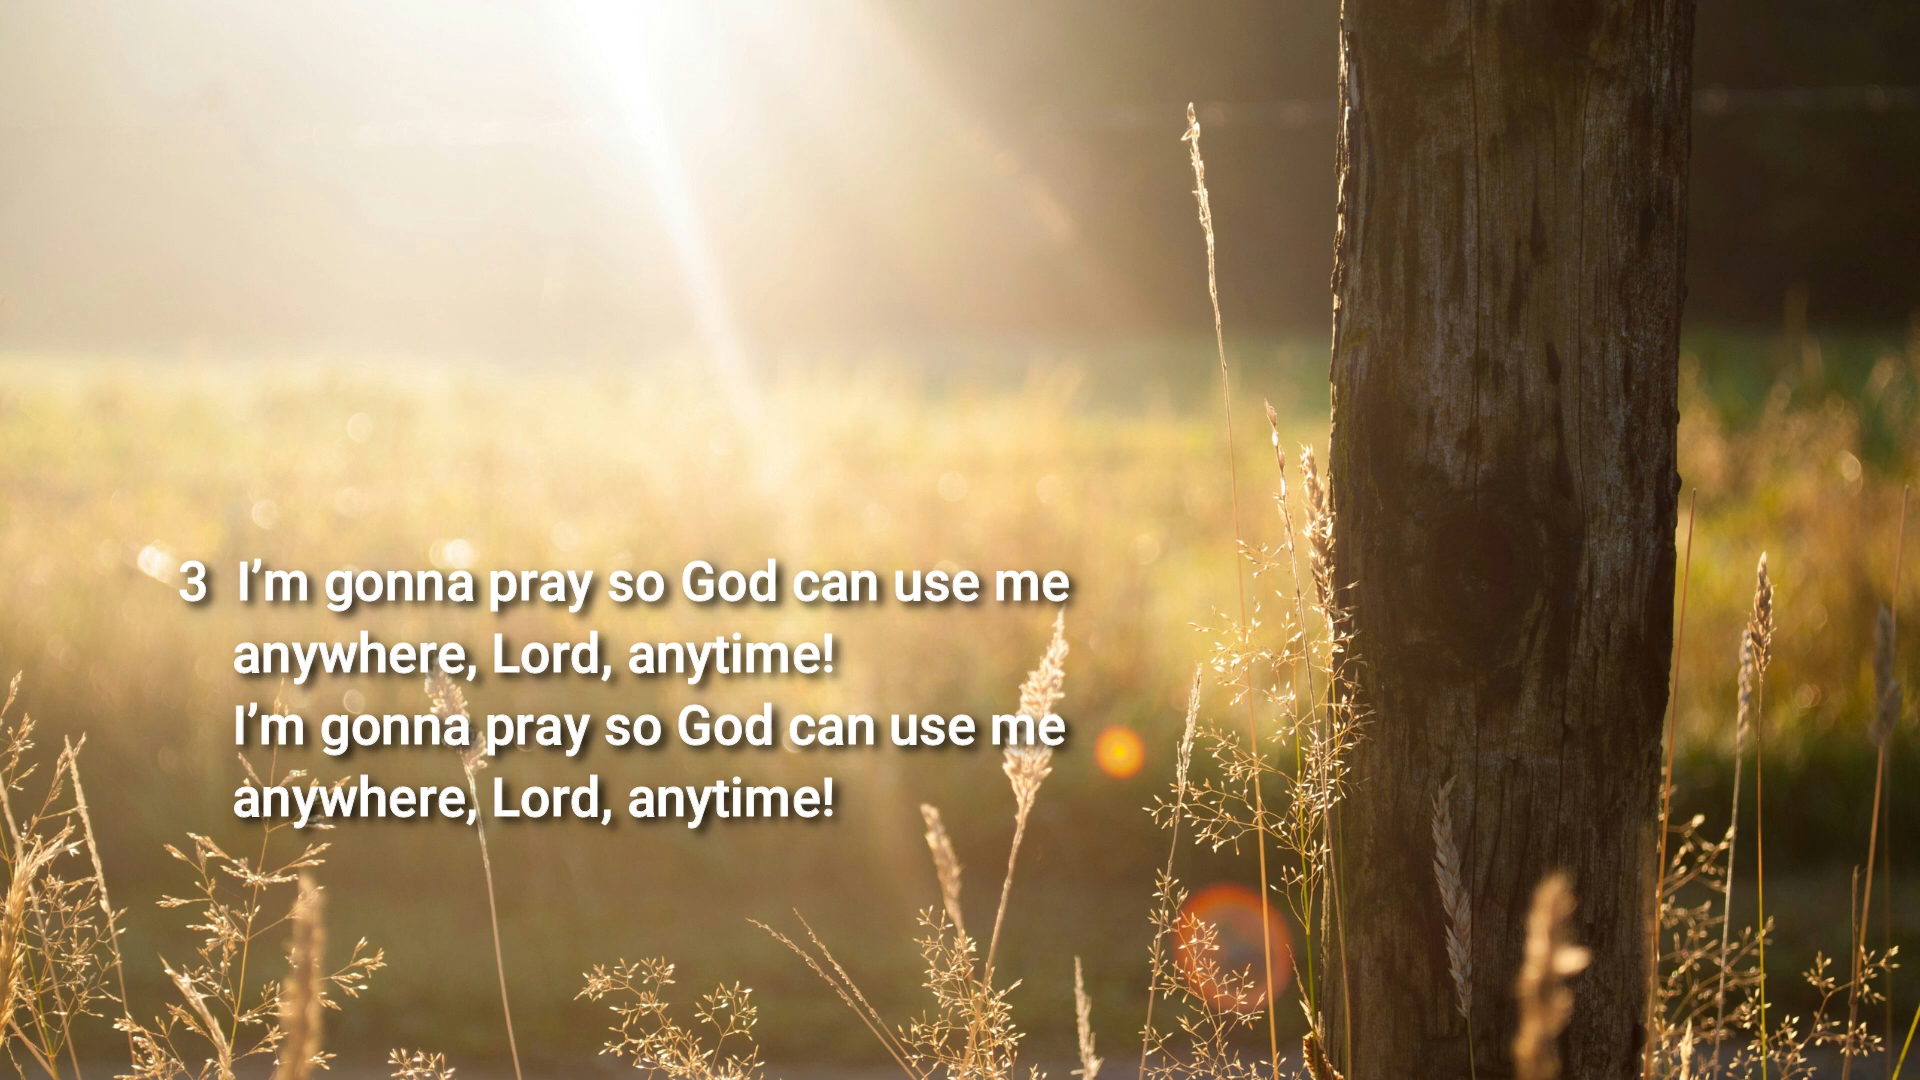 3 I’m gonna pray so God can use me
anywhere, Lord, anytime!
I’m gonna pray so God can use me
anywhere, Lord, anytime!